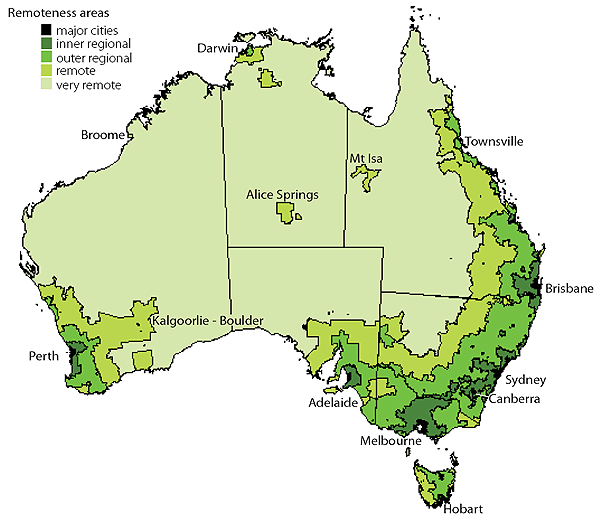 Remoteness areas
major cities
inner regional
outer regional
remote
very remote
Darwin
Broome
Townsville
Mt Isa
Alice Springs
Brisbane
Kalgoorlie - Boulder
Perth
Sydney
Canberra
Adelaide
Melbourne
Hobart